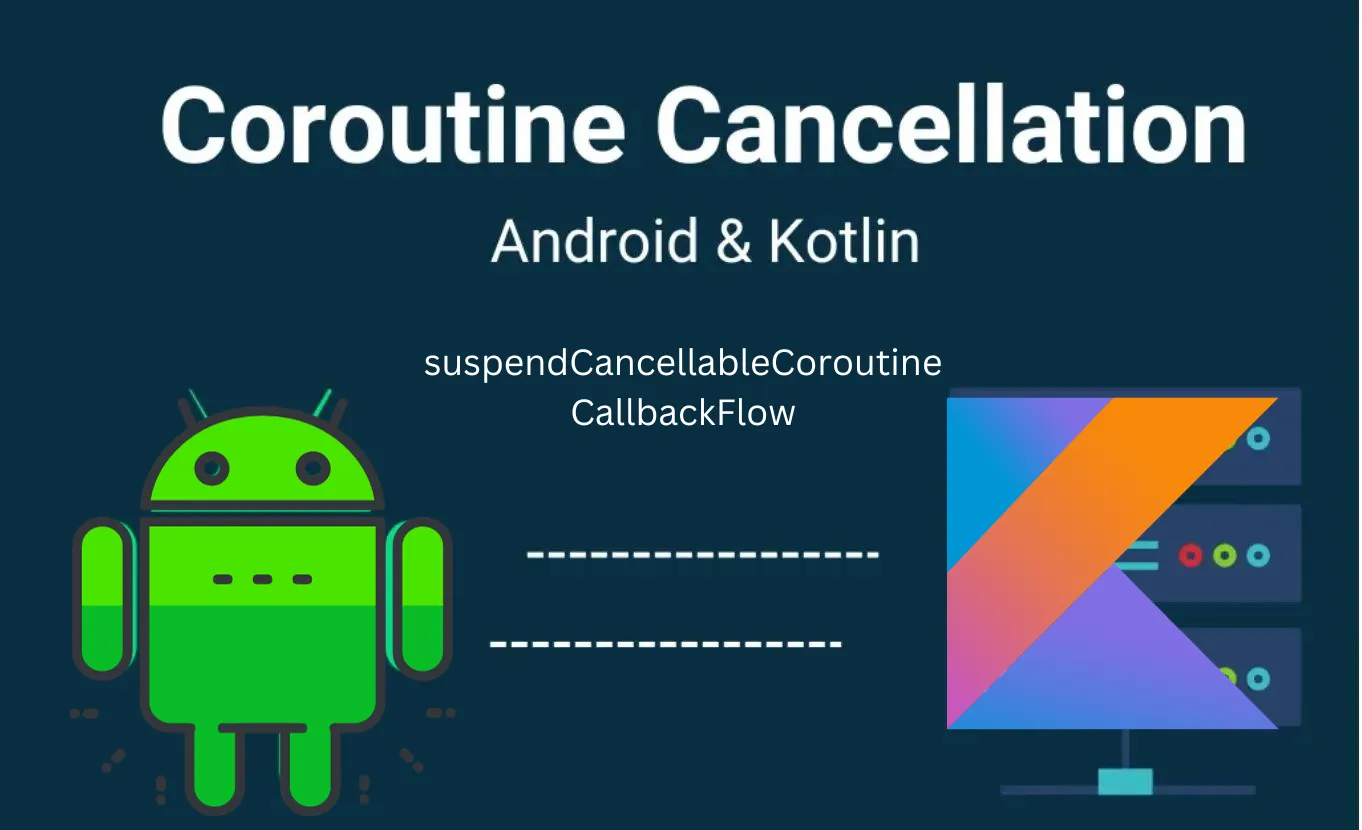 Coroutine Cancellation
Android & Kotlin
suspendCancellableCoroutine
CallbackFlow